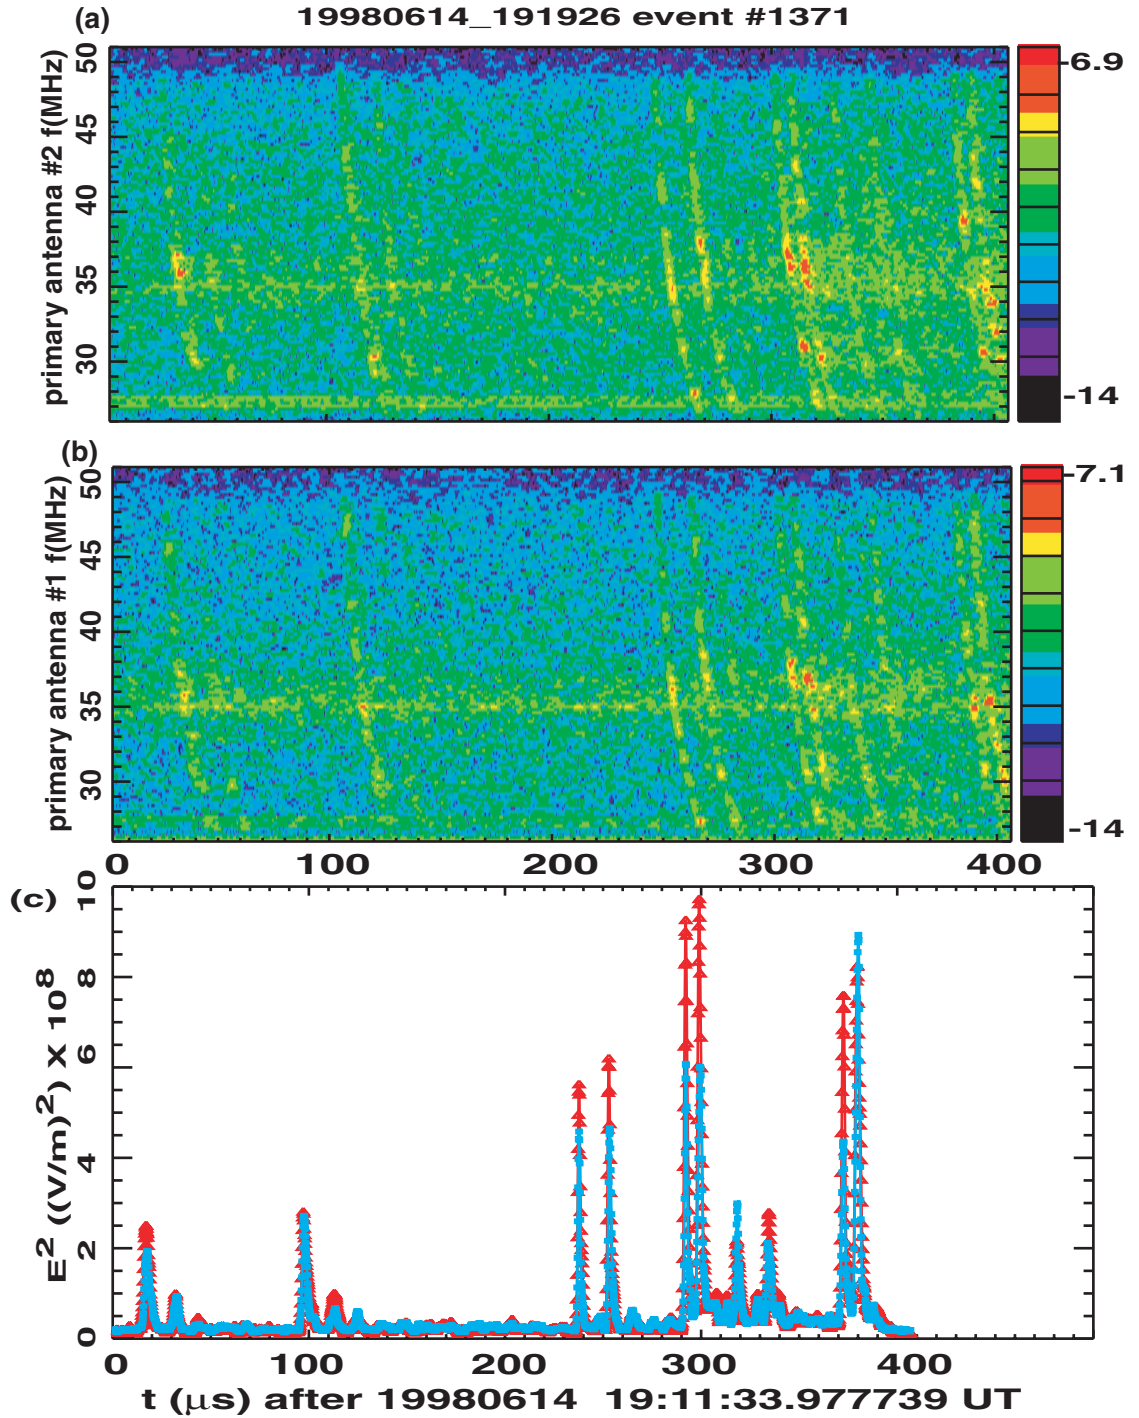 (a)
19980614_191926 event #1371
primary antenna #2 f(MHz)
50
45
40
35
30
-6.9
-14
(b)
primary antenna #1 f(MHz)
50
45
40
35
30
-7.1
-14
0 100 200 300 400
(c)
E² ((V/m)²) X 10⁸
10
8
6
4
2
0
0 100 200 300 400
t (μs) after 19980614 19:11:33.977739 UT